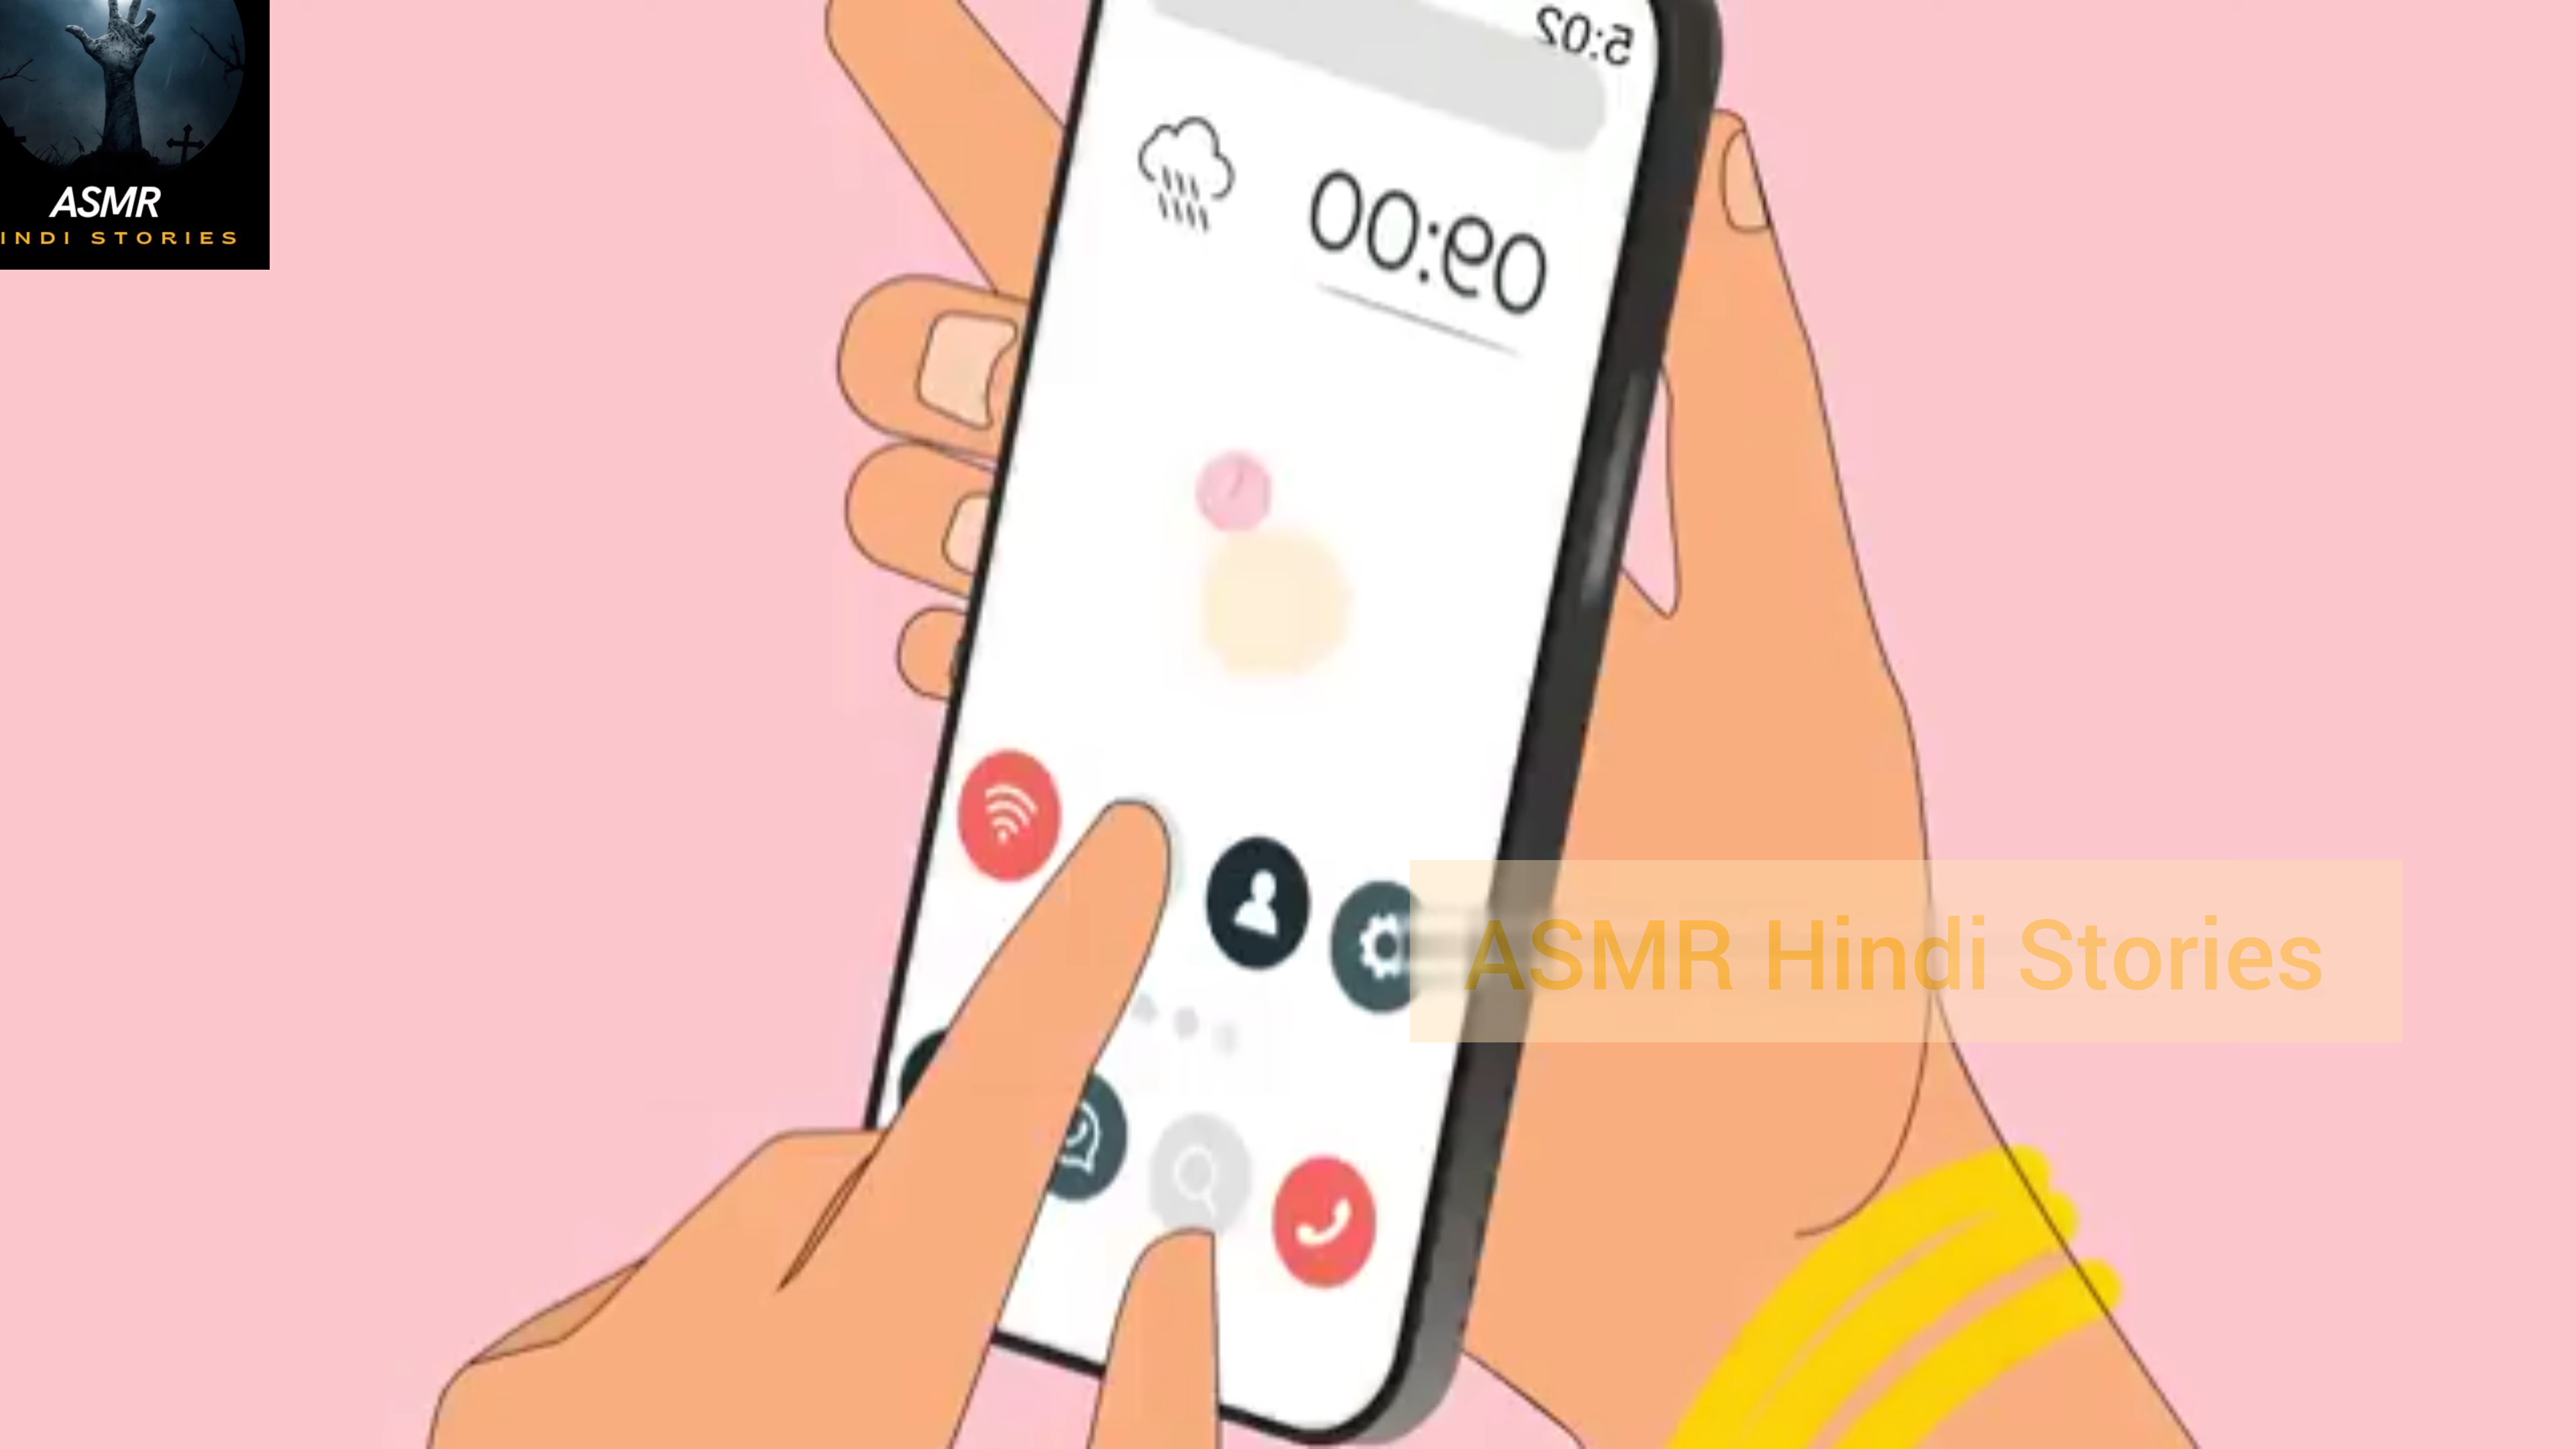 5:02
09:00
ASMR
INDI STORIES
ASMR Hindi Stories